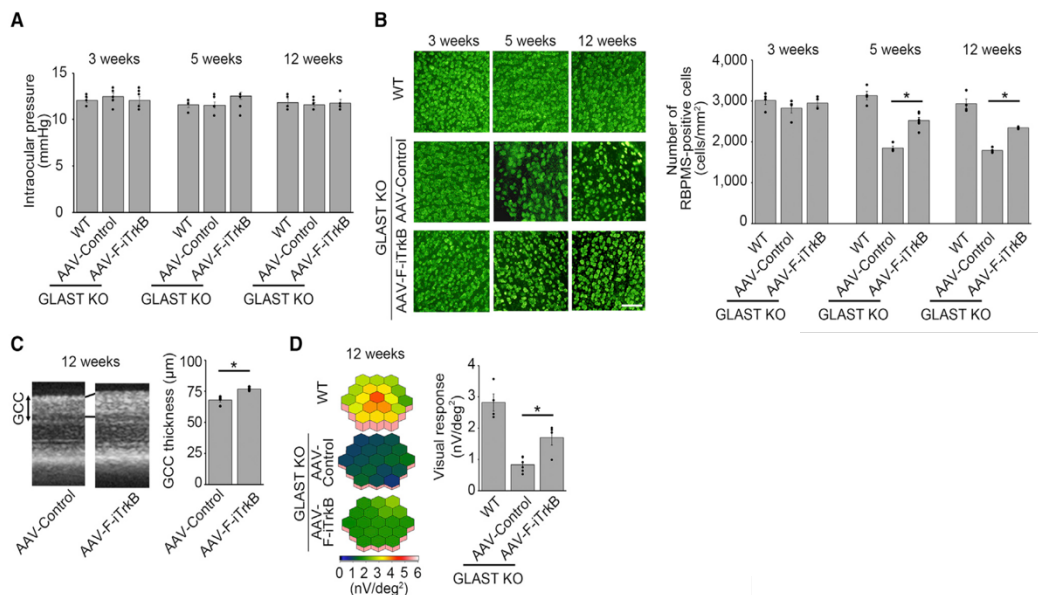 A
3 weeks
5 weeks
12 weeks
Intraocular pressure
(mmHg)
15
10
5
0
WT
AAV-Control
AAV-F-iTrkB
WT
AAV-Control
AAV-F-iTrkB
WT
AAV-Control
AAV-F-iTrkB
GLAST KO
GLAST KO
GLAST KO
B
3 weeks
5 weeks
12 weeks
WT
GLAST KO
AAV-Control
AAV-F-iTrkB
3 weeks
5 weeks
12 weeks
Number of
RBPMS-positive cells
(cells/mm²)
4,000
3,000
2,000
1,000
0
*
*
WT
AAV-Control
AAV-F-iTrkB
WT
AAV-Control
AAV-F-iTrkB
WT
AAV-Control
AAV-F-iTrkB
GLAST KO
GLAST KO
GLAST KO
C
12 weeks
GCC
AAV-Control
AAV-F-iTrkB
GCC thickness (µm)
100
75
50
25
0
*
AAV-Control
AAV-F-iTrkB
D
12 weeks
WT
GLAST KO
AAV-
Control
AAV-
F-iTrkB
0 1 2 3 4 5 6
(nV/deg²)
Visual response
(nV/deg²)
4
3
2
1
0
*
WT
AAV-Control
AAV-F-iTrkB
GLAST KO